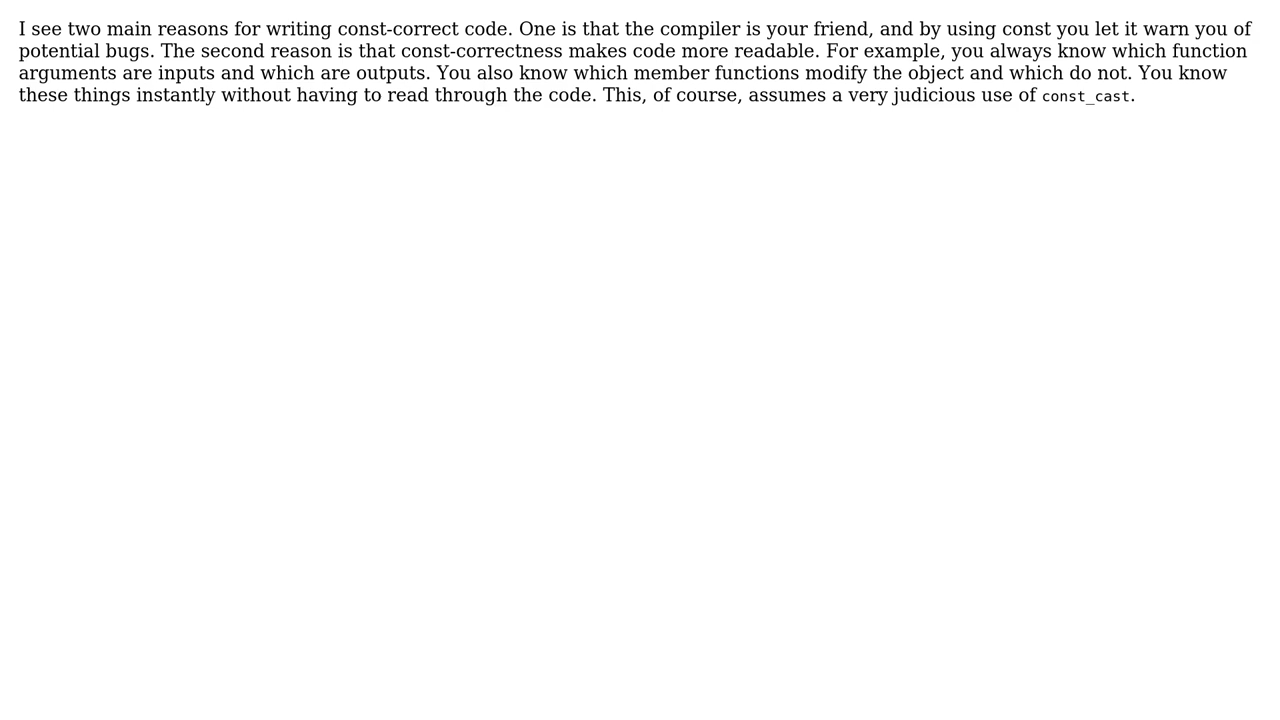 I see two main reasons for writing const-correct code. One is that the compiler is your friend, and by using const you let it warn you of
potential bugs. The second reason is that const-correctness makes code more readable. For example, you always know which function
arguments are inputs and which are outputs. You also know which member functions modify the object and which do not. You know
these things instantly without having to read through the code. This, of course, assumes a very judicious use of const_cast.